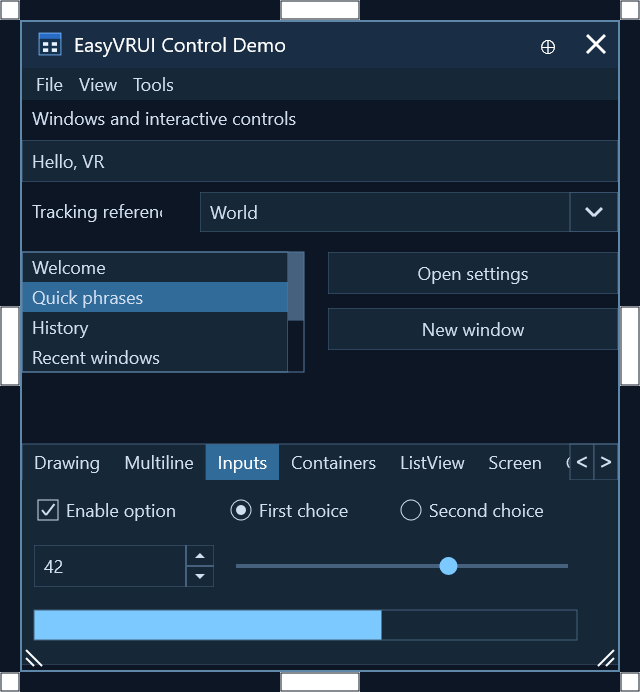 EasyVRUI Control Demo
File View Tools
Windows and interactive controls
Hello, VR
Tracking referenc World
Welcome
Quick phrases
History
Recent windows
Open settings
New window
Drawing Multiline Inputs Containers ListView Screen < >
Enable option First choice Second choice
42